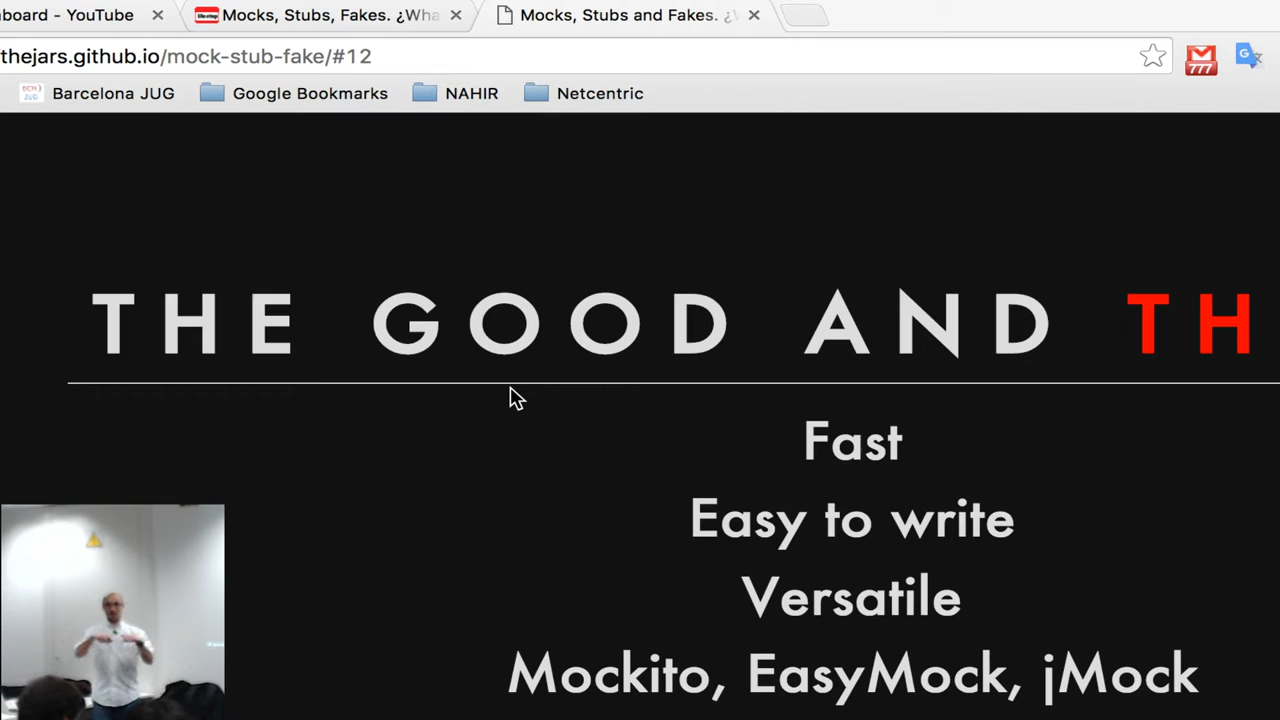 board - YouTube
Mocks, Stubs, Fakes. ¿Wha
Mocks, Stubs and Fakes. ¿
thejars.github.io/mock-stub-fake/#12
777
G
Barcelona JUG
Google Bookmarks
NAHIR
Netcentric
THE GOOD AND TH
Fast
Easy to write
Versatile
Mockito, EasyMock, jMock